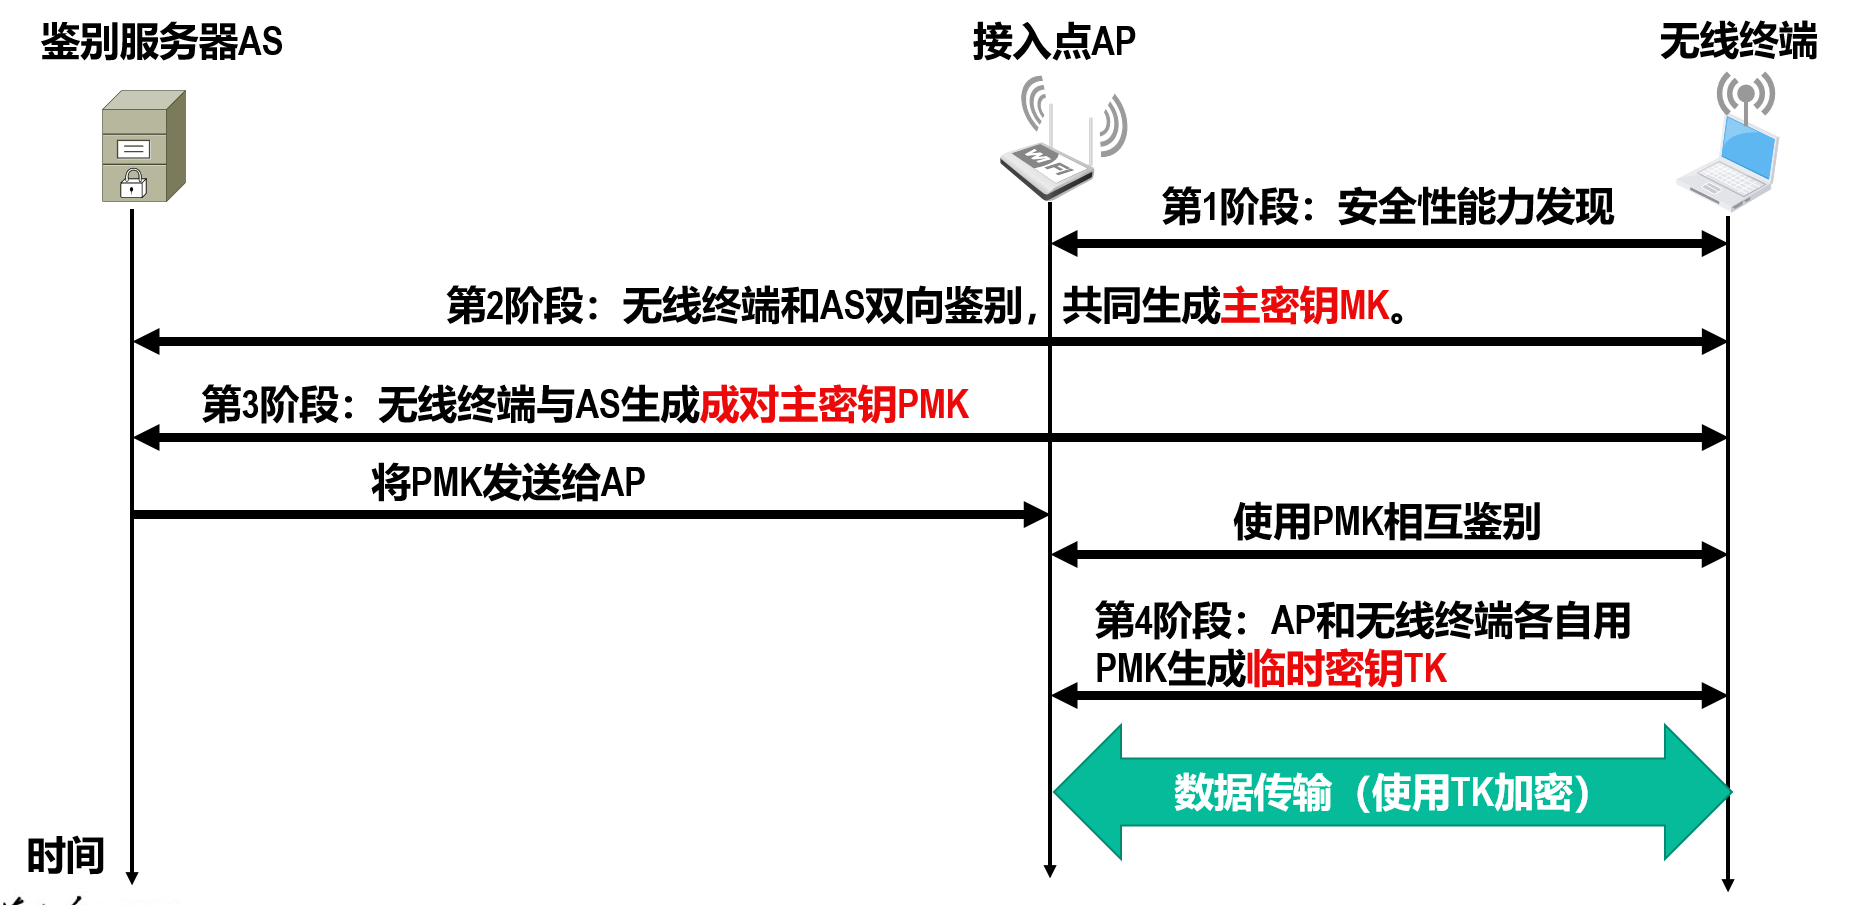 鉴别服务器AS
接入点AP
无线终端
WiFi
第1阶段：安全性能力发现
第2阶段：无线终端和AS双向鉴别，共同生成主密钥MK。
第3阶段：无线终端与AS生成成对主密钥PMK
将PMK发送给AP
使用PMK相互鉴别
第4阶段：AP和无线终端各自用
PMK生成临时密钥TK
数据传输（使用TK加密）
时间